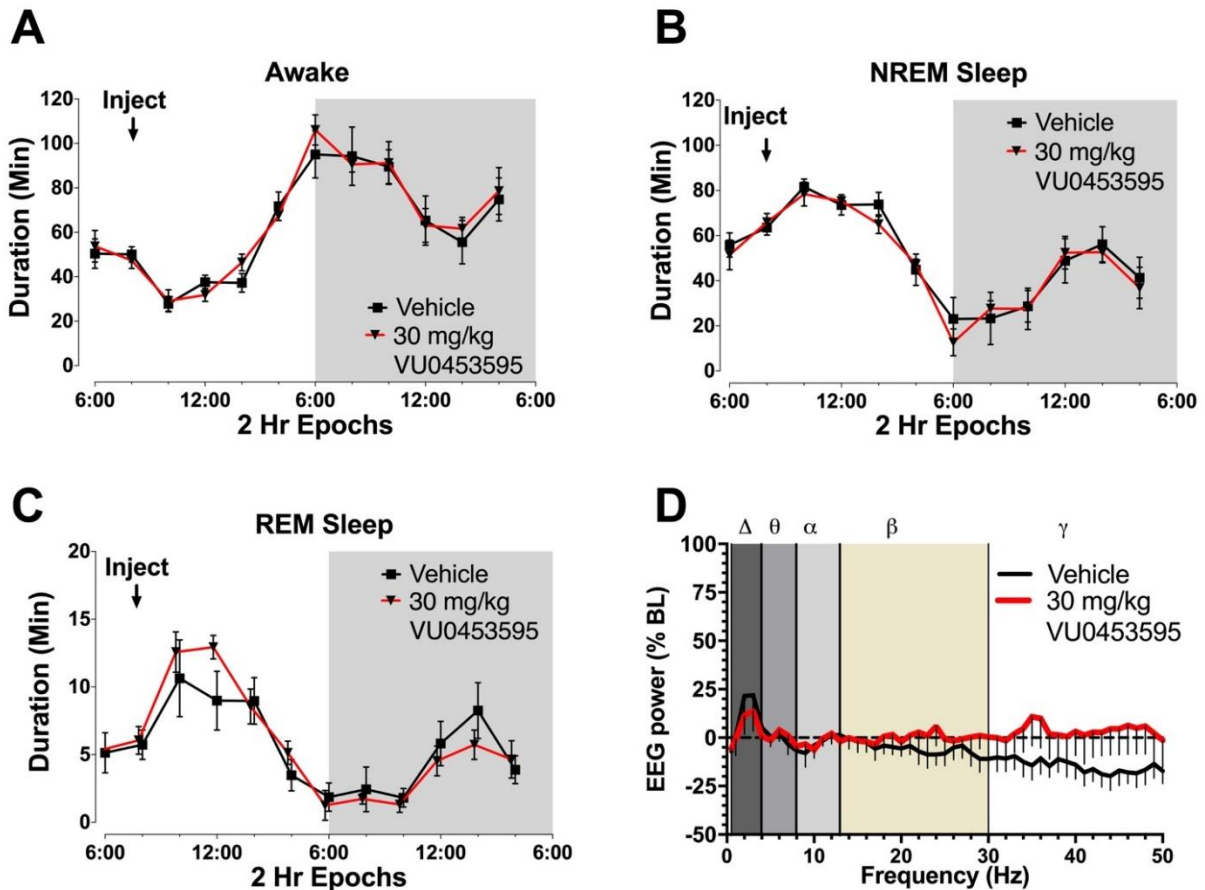 A
Awake
Inject
Duration (Min)
120
100
80
60
40
20
0
Vehicle
30 mg/kg
VU0453595
6:00
12:00
6:00
12:00
6:00
2 Hr Epochs
B
NREM Sleep
Inject
Duration (Min)
120
100
80
60
40
20
0
Vehicle
30 mg/kg
VU0453595
6:00
12:00
6:00
12:00
6:00
2 Hr Epochs
C
REM Sleep
Inject
Duration (Min)
20
15
10
5
0
Vehicle
30 mg/kg
VU0453595
6:00
12:00
6:00
12:00
6:00
2 Hr Epochs
D
Δ θ α β γ
EEG power (% BL)
100
75
50
25
0
-25
-50
Vehicle
30 mg/kg
VU0453595
0
10
20
30
40
50
Frequency (Hz)